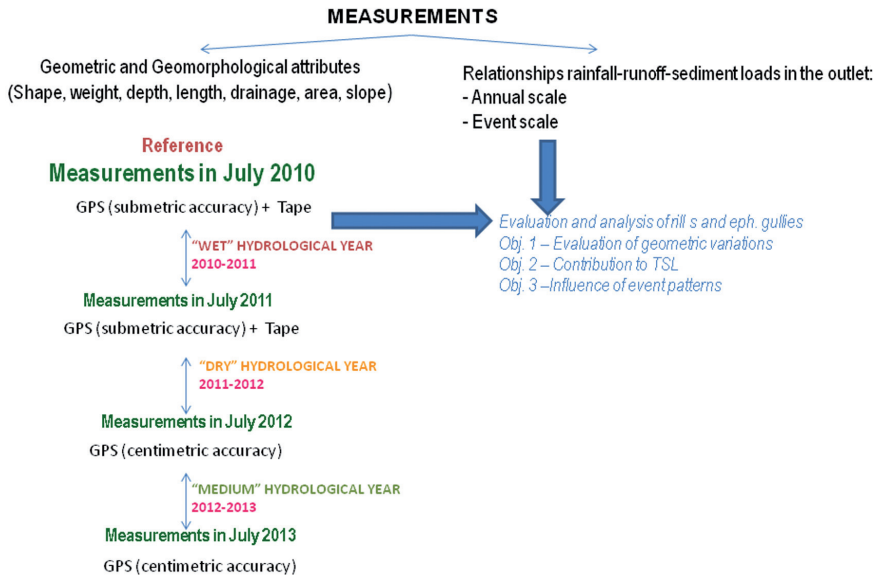 MEASUREMENTS
Geometric and Geomorphological attributes
(Shape, weight, depth, length, drainage, area, slope)
Relationships rainfall-runoff-sediment loads in the outlet:
- Annual scale
- Event scale
Reference
Measurements in July 2010
GPS (submetric accuracy) + Tape
Evaluation and analysis of rill s and eph. gullies
Obj. 1 – Evaluation of geometric variations
Obj. 2 – Contribution to TSL
Obj. 3 –Influence of event patterns
“WET” HYDROLOGICAL YEAR
2010-2011
Measurements in July 2011
GPS (submetric accuracy) + Tape
“DRY” HYDROLOGICAL YEAR
2011-2012
Measurements in July 2012
GPS (centimetric accuracy)
“MEDIUM” HYDROLOGICAL YEAR
2012-2013
Measurements in July 2013
GPS (centimetric accuracy)